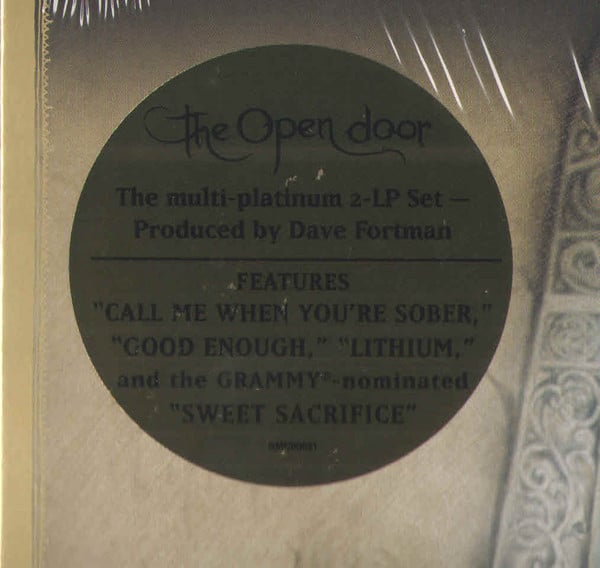 the Open door
The multi-platinum 2-LP Set —
Produced by Dave Fortman
FEATURES
"CALL ME WHEN YOU'RE SOBER,"
"GOOD ENOUGH," "LITHIUM,"
and the GRAMMY®-nominated
"SWEET SACRIFICE"